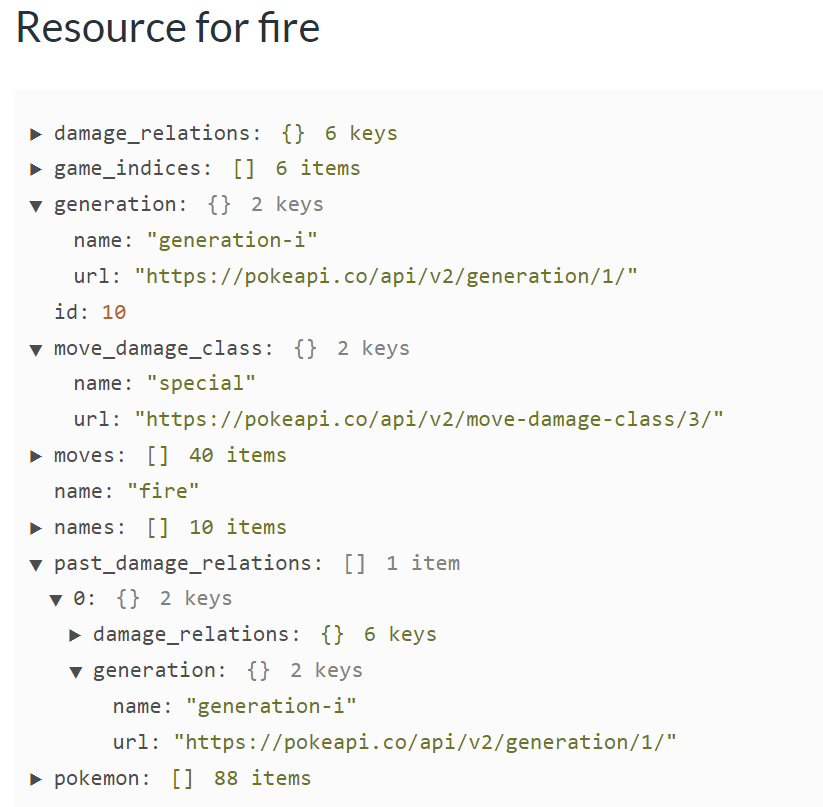 Resource for fire
▶ damage_relations: {} 6 keys
▶ game_indices: [] 6 items
▼ generation: {} 2 keys
name: "generation-i"
url: "https://pokeapi.co/api/v2/generation/1/"
id: 10
▼ move_damage_class: {} 2 keys
name: "special"
url: "https://pokeapi.co/api/v2/move-damage-class/3/"
▶ moves: [] 40 items
name: "fire"
▶ names: [] 10 items
▼ past_damage_relations: [] 1 item
▼ 0: {} 2 keys
▶ damage_relations: {} 6 keys
▼ generation: {} 2 keys
name: "generation-i"
url: "https://pokeapi.co/api/v2/generation/1/"
▶ pokemon: [] 88 items